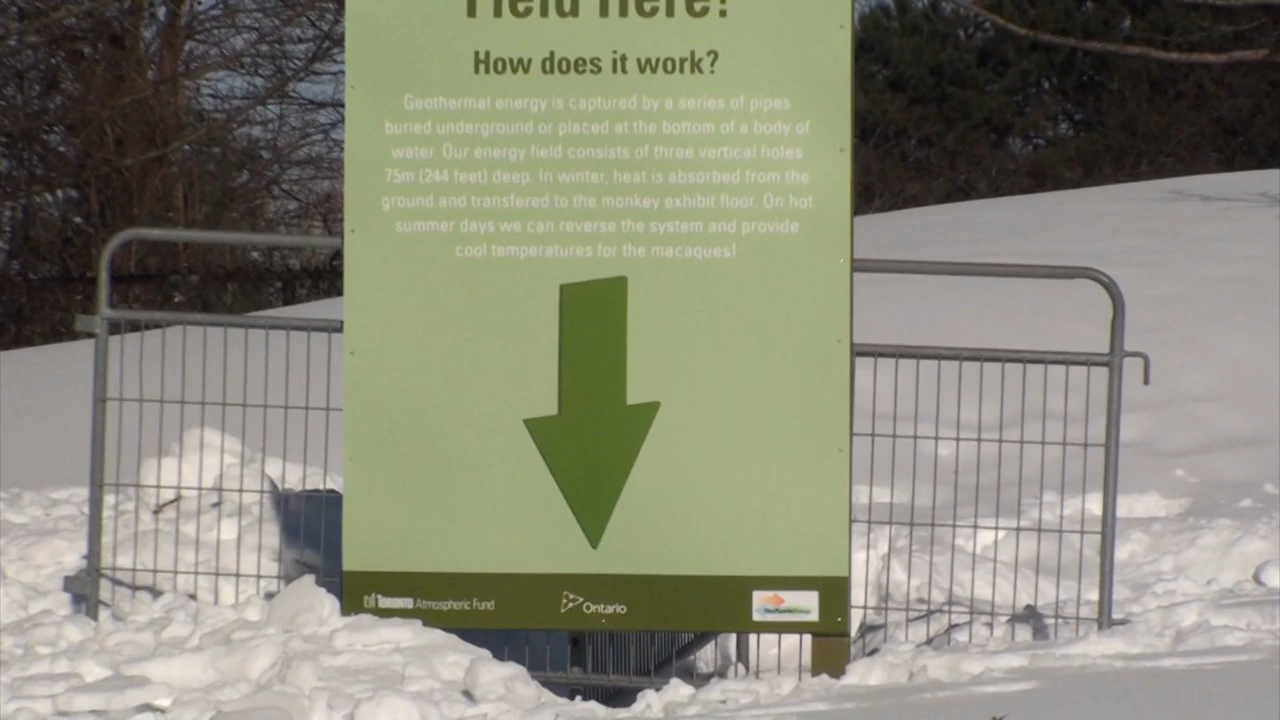 Field Here!
How does it work?
Geothermal energy is captured by a series of pipes
buried underground or placed at the bottom of a body of
water. Our energy field consists of three vertical holes
75m (244 feet) deep. In winter, heat is absorbed from the
ground and transfered to the monkey exhibit floor. On hot
summer days we can reverse the system and provide
cool temperatures for the macaques!
TORONTO Atmospheric Fund
Ontario